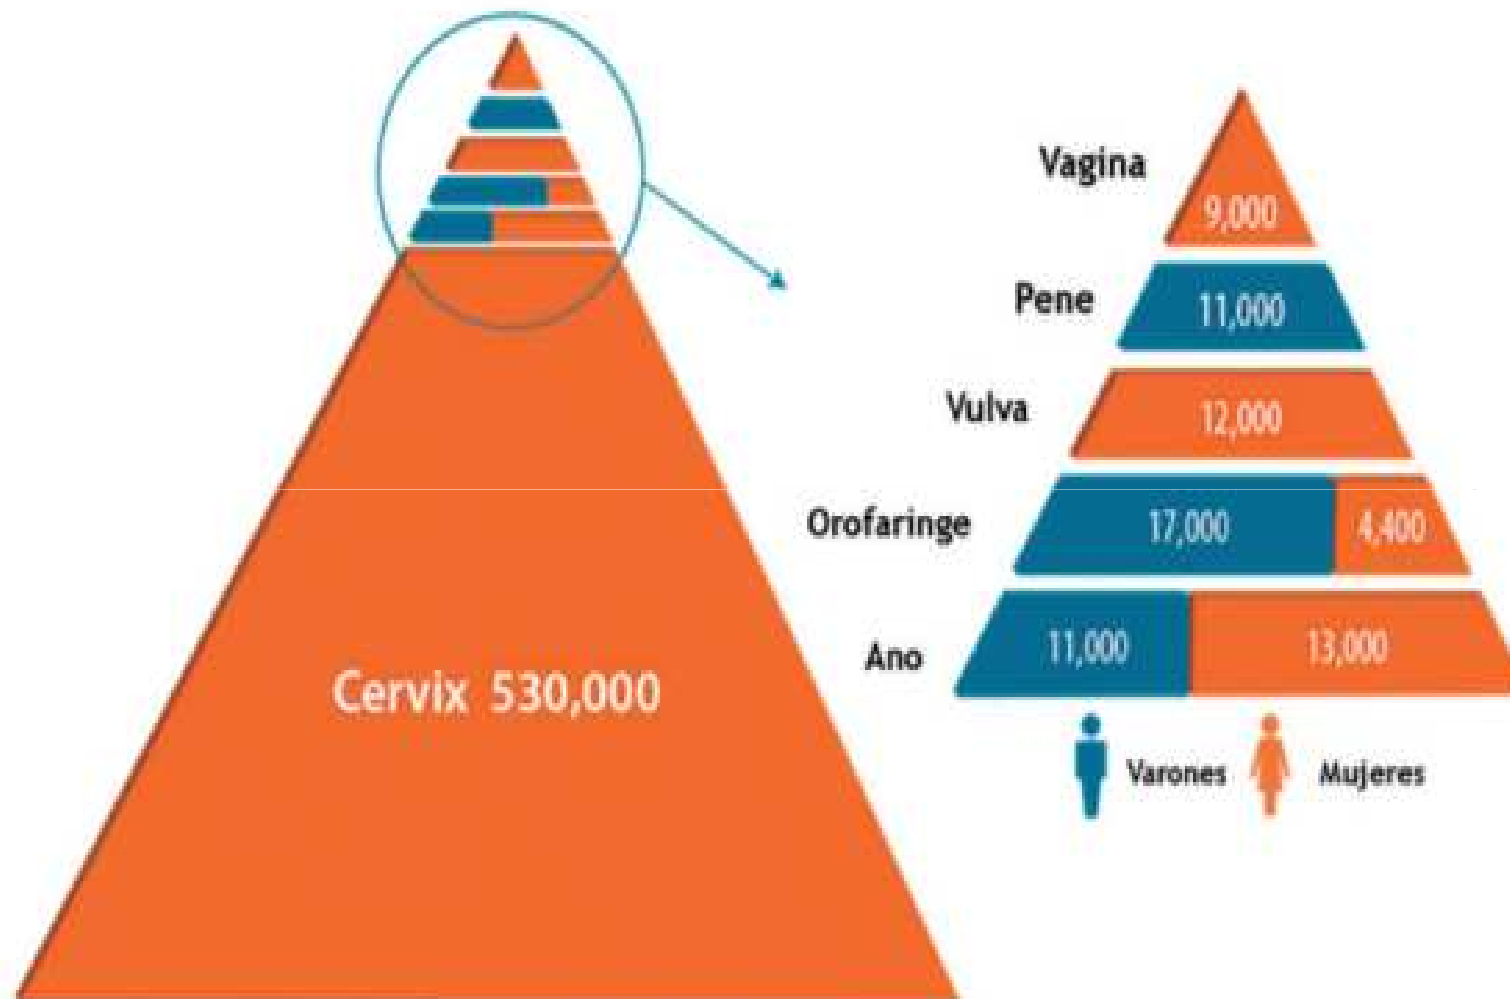 Vagina
9,000
Pene
11,000
Vulva
12,000
Orofaringe
17,000 4,400
Ano
11,000 13,000
Cervix 530,000
Varones Mujeres